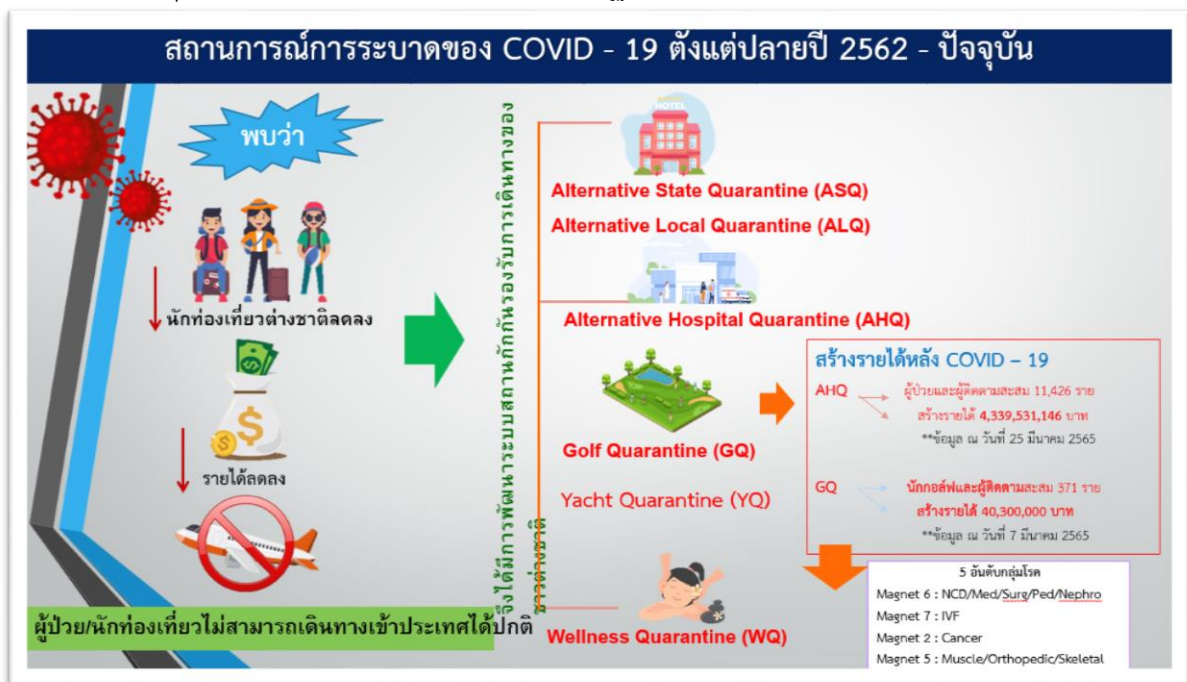 สถานการณ์การระบาดของ COVID - 19 ตั้งแต่ปลายปี 2562 - ปัจจุบัน
พบว่า
นักท่องเที่ยวต่างชาติลดลง
รายได้ลดลง
ผู้ป่วย/นักท่องเที่ยวไม่สามารถเดินทางเข้าประเทศได้ปกติ
จึงได้มีการพัฒนาระบบสถานกักกันรองรับการเดินทางของ
ชาวต่างชาติ
HOTEL
Alternative State Quarantine (ASQ)
Alternative Local Quarantine (ALQ)
Alternative Hospital Quarantine (AHQ)
Golf Quarantine (GQ)
Yacht Quarantine (YQ)
Wellness Quarantine (WQ)
สร้างรายได้หลัง COVID – 19
AHQ ผู้ป่วยและผู้ติดตามสะสม 11,426 ราย
สร้างรายได้ 4,339,531,146 บาท
**ข้อมูล ณ วันที่ 25 มีนาคม 2565
GQ นักกอล์ฟและผู้ติดตามสะสม 371 ราย
สร้างรายได้ 40,300,000 บาท
**ข้อมูล ณ วันที่ 7 มีนาคม 2565
5 อันดับกลุ่มโรค
Magnet 6 : NCD/Med/Surg/Ped/Nephro
Magnet 7 : IVF
Magnet 2 : Cancer
Magnet 5 : Muscle/Orthopedic/Skeletal